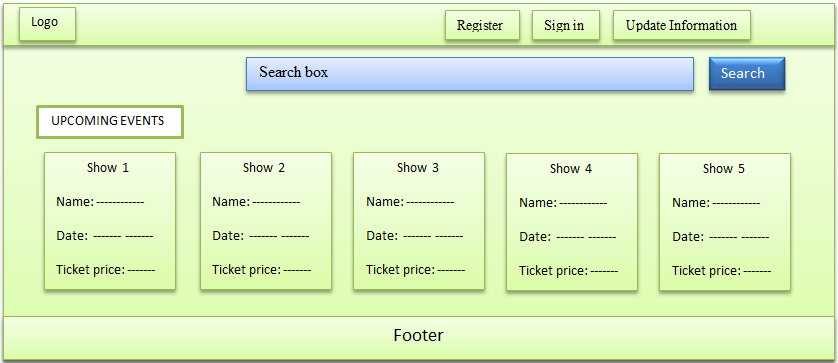 Logo
Register
Sign in
Update Information
Search box
Search
UPCOMING EVENTS
Show 1
Name: ------------
Date: ------- -------
Ticket price: -------
Show 2
Name: ------------
Date: ------- -------
Ticket price: -------
Show 3
Name: ------------
Date: ------- -------
Ticket price: -------
Show 4
Name: ------------
Date: ------- -------
Ticket price: -------
Show 5
Name: ------------
Date: ------- -------
Ticket price: -------
Footer